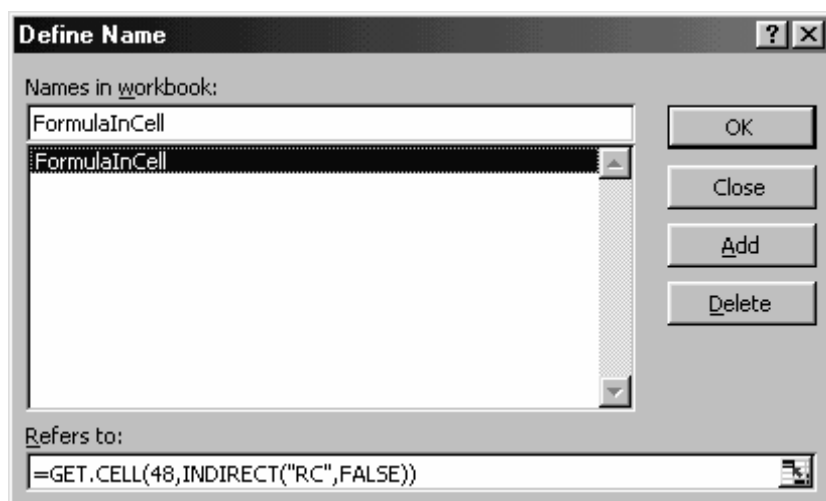 Define Name
Names in workbook:
FormulaInCell
FormulaInCell
OK
Close
Add
Delete
Refers to:
=GET.CELL(48,INDIRECT("RC",FALSE))